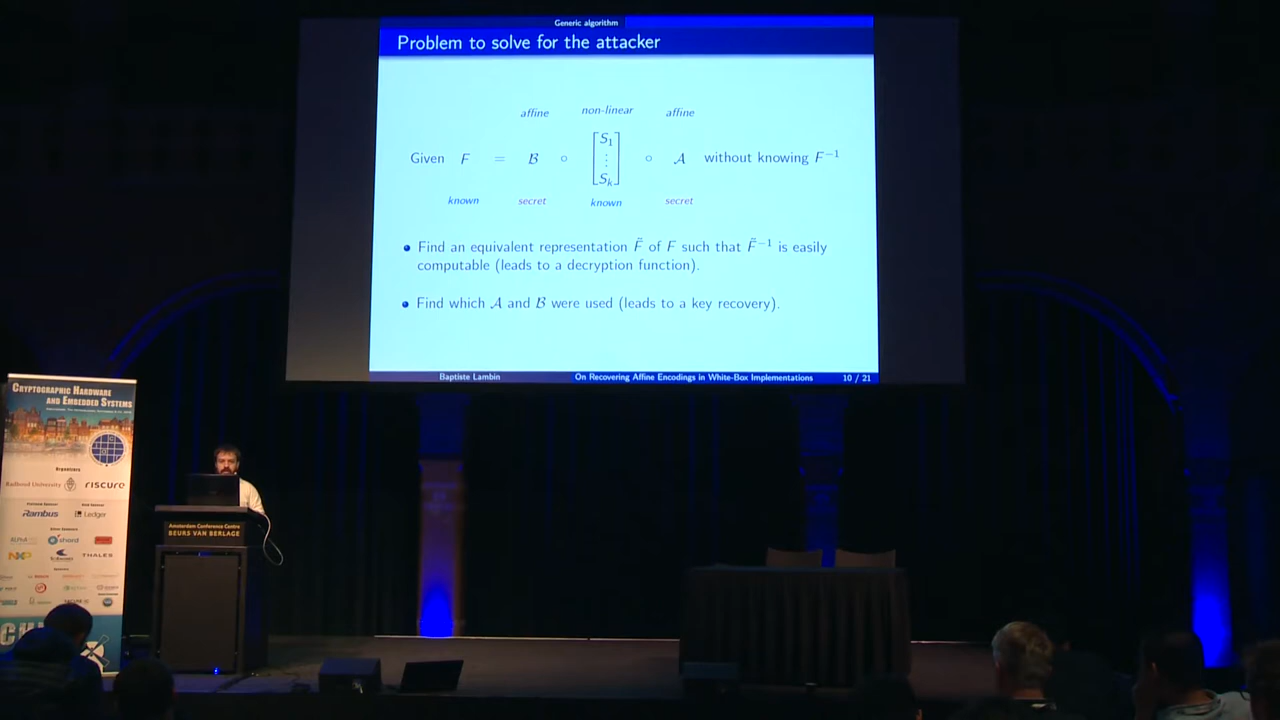 Generic algorithm
Problem to solve for the attacker
affine non-linear affine
Given F = B ∘ [S1 ⋮ Sk] ∘ A without knowing F⁻¹
known secret known secret
Find an equivalent representation F̃ of F such that F̃⁻¹ is easily
computable (leads to a decryption function).
Find which A and B were used (leads to a key recovery).
Baptiste Lambin On Recovering Affine Encodings in White-Box Implementations 10 / 21
Cryptographic Hardware
and Embedded Systems
Organizers
Radboud University riscure
Rambus Ledger
NXP THALES
Amsterdam Conference Centre
BEURS VAN BERLAGE